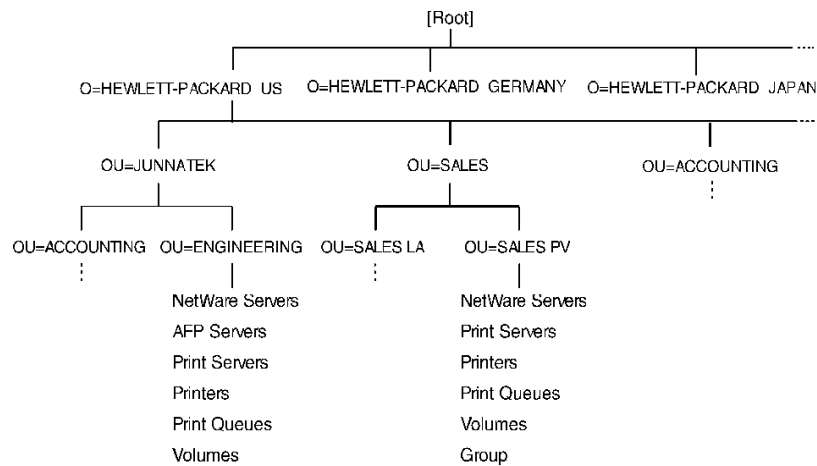 [Root]
O=HEWLETT-PACKARD US O=HEWLETT-PACKARD GERMANY O=HEWLETT-PACKARD JAPAN
OU=JUNNATEK OU=SALES OU=ACCOUNTING
OU=ACCOUNTING OU=ENGINEERING OU=SALES LA OU=SALES PV
NetWare Servers NetWare Servers
AFP Servers Print Servers
Print Servers Printers
Printers Print Queues
Print Queues Volumes
Volumes Group